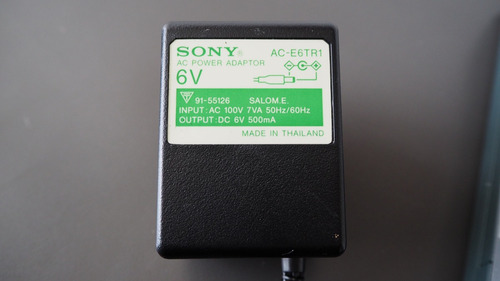 SONY AC-E6TR1
AC POWER ADAPTOR
6V
91-55126 SALOM.E.
INPUT: AC 100V 7VA 50Hz/60Hz
OUTPUT: DC 6V 500mA
MADE IN THAILAND